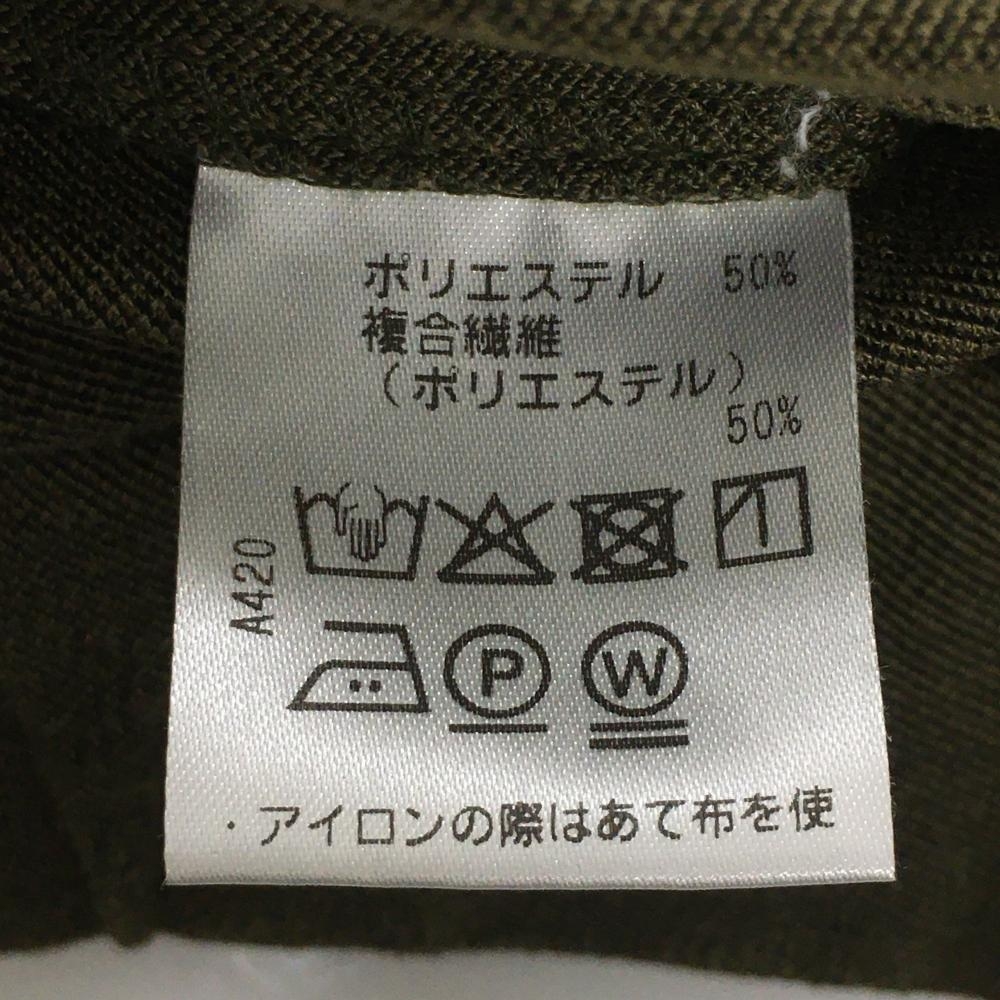 ポリエステル 50%
複合繊維
（ポリエステル）
50%
A420
P W
・アイロンの際はあて布を使